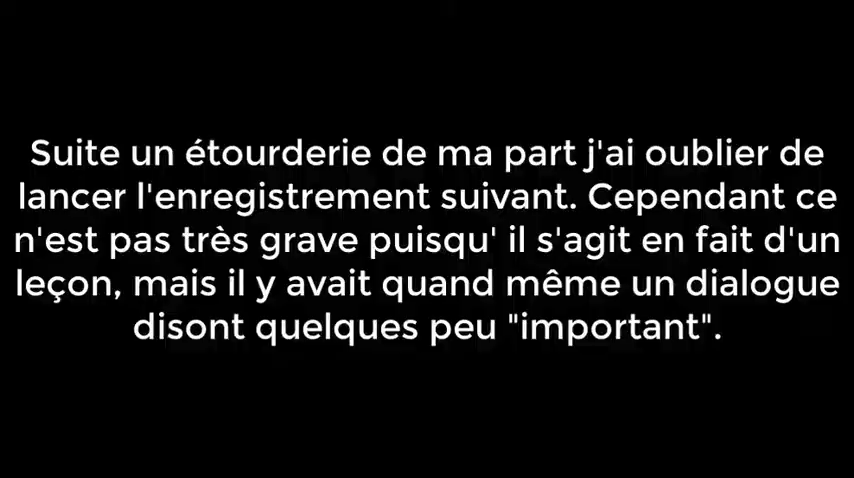 Suite un étourderie de ma part j'ai oublier de
lancer l'enregistrement suivant. Cependant ce
n'est pas très grave puisqu' il s'agit en fait d'un
leçon, mais il y avait quand même un dialogue
disont quelques peu "important".